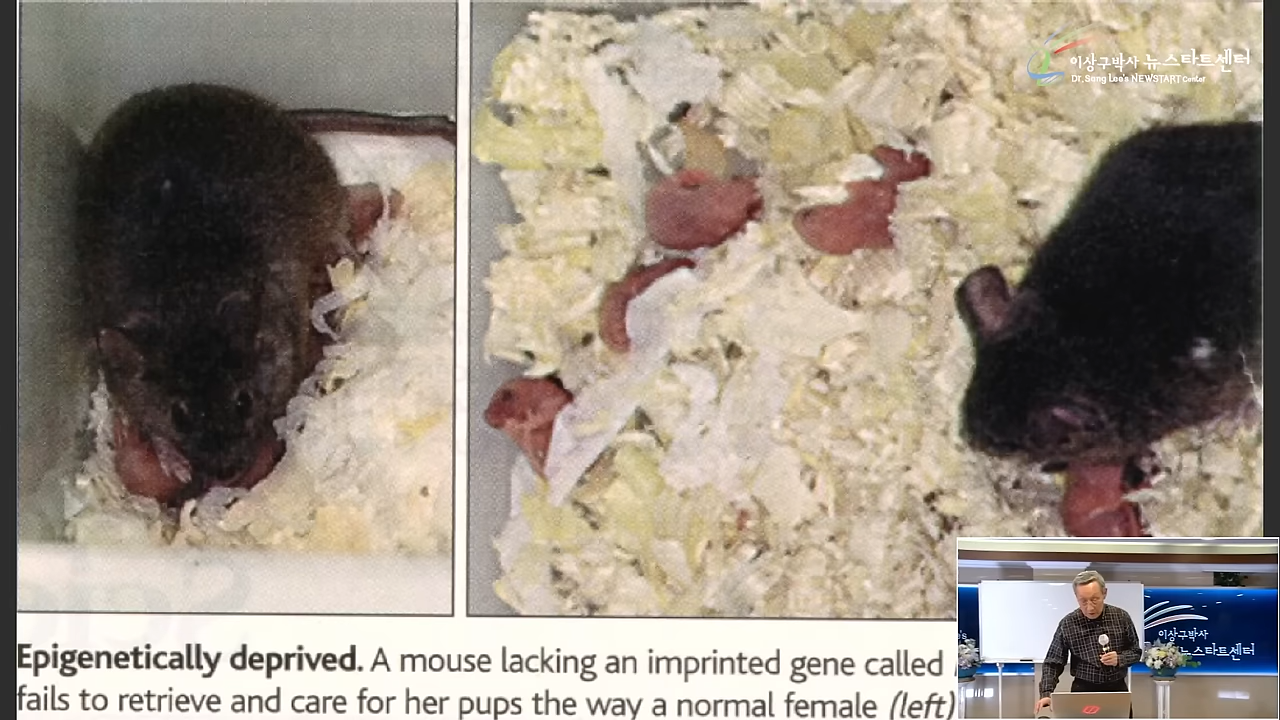 이상구박사 뉴스타트센터
Dr. Sang Lee's NEWSTART Center
Epigenetically deprived. A mouse lacking an imprinted gene called
fails to retrieve and care for her pups the way a normal female (left)
이상구박사
뉴스타트센터